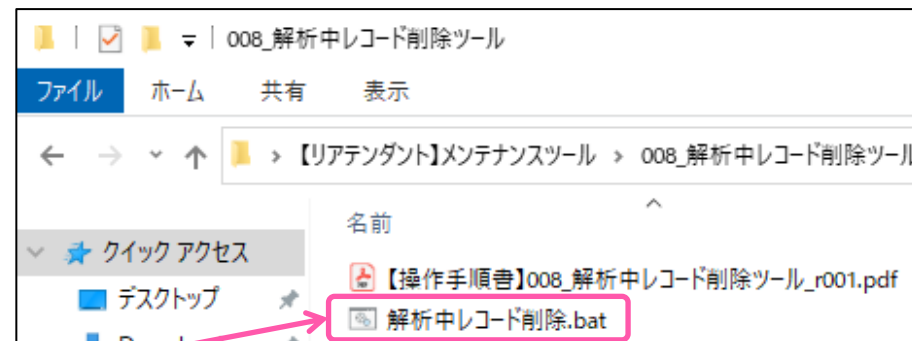 008_解析中レコード削除ツール
ファイル ホーム 共有 表示
【リアテンダント】メンテナンスツール › 008_解析中レコード削除ツール
名前
クイック アクセス
【操作手順書】008_解析中レコード削除ツール_r001.pdf
デスクトップ
解析中レコード削除.bat